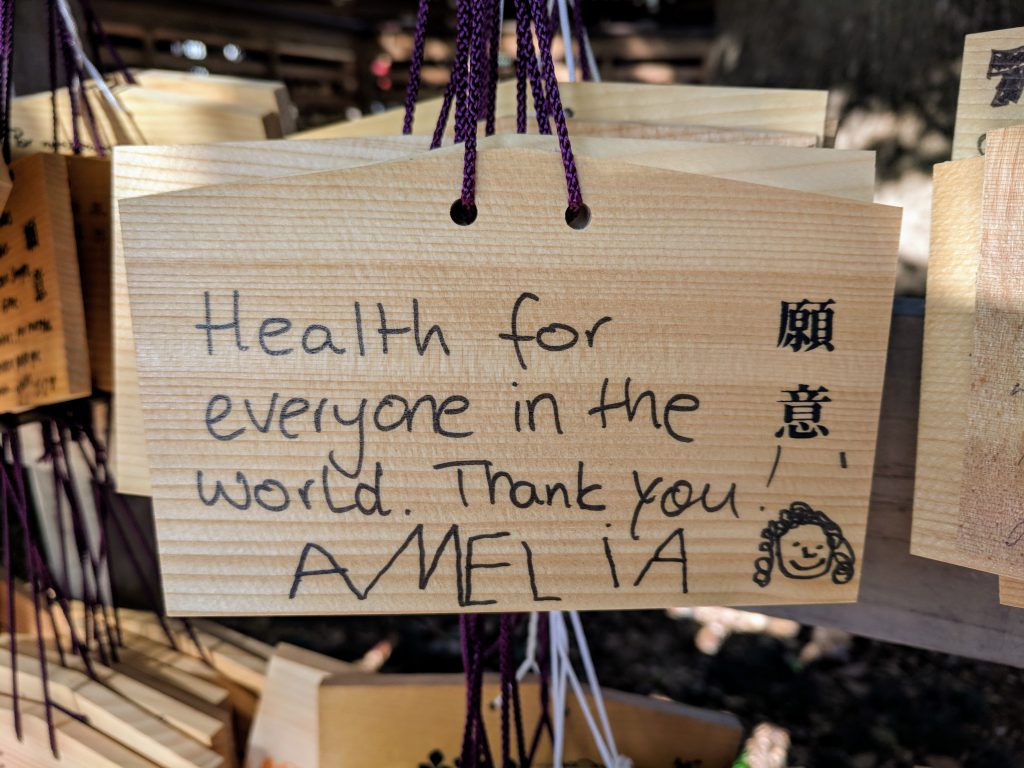 Health for
everyone in the
world. Thank you.
AMELiA
願意